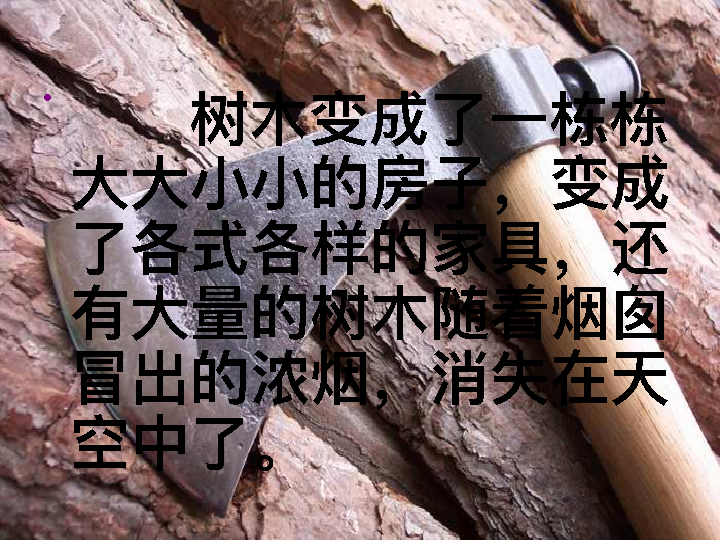 树木变成了一栋栋
大大小小的房子，变成
了各式各样的家具，还
有大量的树木随着烟囱
冒出的浓烟，消失在天
空中了。